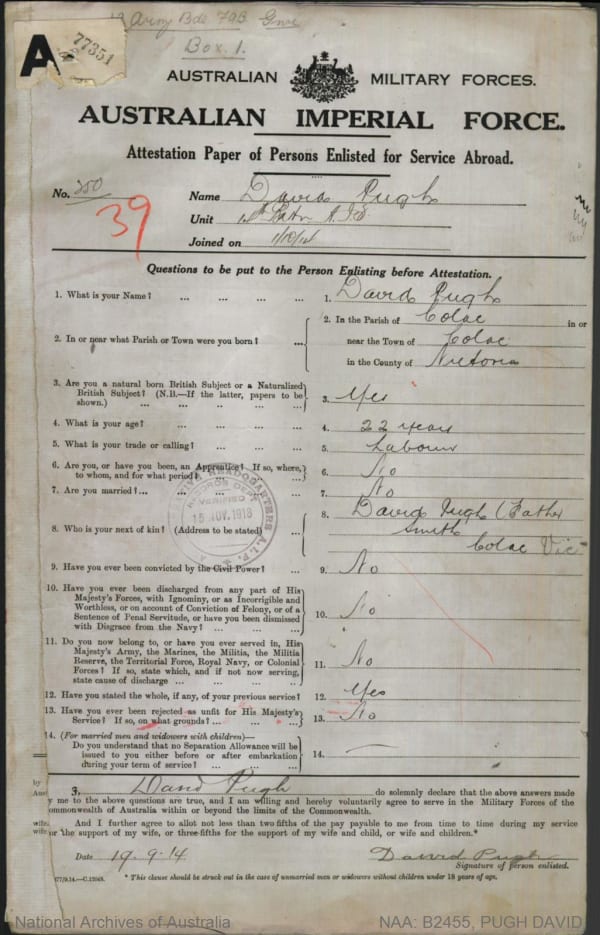 Army Bde FAB.
Box. 1.
A
77351
AUSTRALIAN MILITARY FORCES.
AUSTRALIAN IMPERIAL FORCE.
Attestation Paper of Persons Enlisted for Service Abroad.
No. 250
39
Name David Pugh
Unit
Joined on 1/10/14
Questions to be put to the Person Enlisting before Attestation.
1. What is your Name? ... ... ... ... 1. David Pugh
2. In or near what Parish or Town were you born? ... 2. In the Parish of Colac in or
near the Town of Colac
in the County of Victoria
3. Are you a natural born British Subject or a Naturalized
British Subject? (N.B.—If the latter, papers to be
shown.) ... ... ... ... 3. Yes
4. What is your age? ... ... ... ... 4. 22 years
5. What is your trade or calling? ... ... ... 5. Labourer
6. Are you, or have you been, an Apprentice? If so, where,
to whom, and for what period? ... ... 6. No
7. Are you married?... ... ... ... 7. No
8. Who is your next of kin? (Address to be stated) ... 8. David Pugh (Father
Smith
Colac Vic
15 NOV. 1918
9. Have you ever been convicted by the Civil Power? ... 9. No
10. Have you ever been discharged from any part of His
Majesty's Forces, with Ignominy, or as Incorrigible and
Worthless, or on account of Conviction of Felony, or of a
Sentence of Penal Servitude, or have you been dismissed
with Disgrace from the Navy? ... ... ... 10. No
11. Do you now belong to, or have you ever served in, His
Majesty's Army, the Marines, the Militia, the Militia
Reserve, the Territorial Force, Royal Navy, or Colonial
Forces? If so, state which, and if not now serving,
state cause of discharge ... ... ... ... 11. No
12. Have you stated the whole, if any, of your previous service? 12. Yes
13. Have you ever been rejected as unfit for His Majesty's
Service? If so, on what grounds? ... ... ... 13. No
14. (For married men and widowers with children)—
Do you understand that no Separation Allowance will be
issued to you either before or after embarkation
during your term of service? ... ... ... 14. —
3, David Pugh do solemnly declare that the above answers made
y me to the above questions are true, and I am willing and hereby voluntarily agree to serve in the Military Forces of the
ommonwealth of Australia within or beyond the limits of the Commonwealth.
And I further agree to allot not less than two-fifths of the pay payable to me from time to time during my service
or the support of my wife, or three-fifths for the support of my wife and child, or wife and children.*
Date 19.9.14 David Pugh
Signature of person enlisted.
* This clause should be struck out in the case of unmarried men or widowers without children under 18 years of age.
National Archives of Australia NAA: B2455, PUGH DAVID